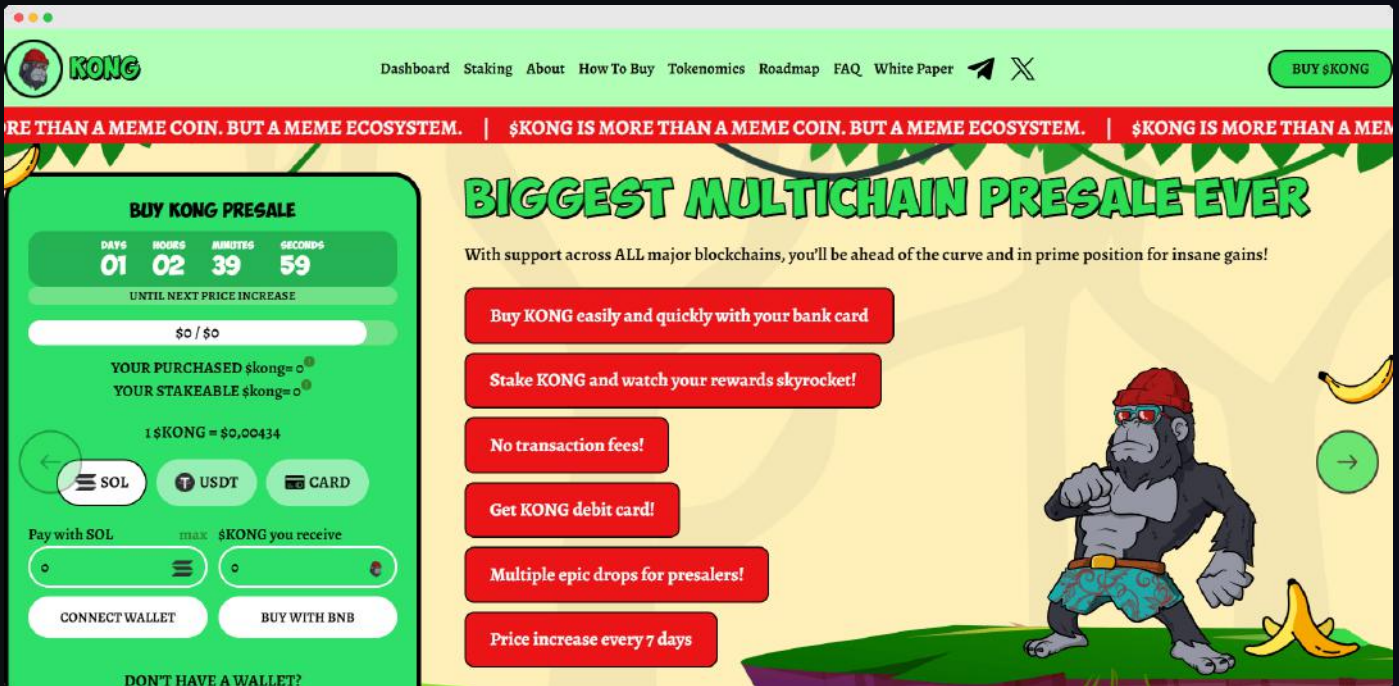 KONG
Dashboard Staking About How To Buy Tokenomics Roadmap FAQ White Paper
BUY $KONG
RE THAN A MEME COIN. BUT A MEME ECOSYSTEM. | $KONG IS MORE THAN A MEME COIN. BUT A MEME ECOSYSTEM. | $KONG IS MORE THAN A MEM
BUY KONG PRESALE
DAYS HOURS MINUTES SECONDS
01 02 39 59
UNTIL NEXT PRICE INCREASE
$0 / $0
YOUR PURCHASED $kong= 0
YOUR STAKEABLE $kong= 0
1 $KONG = $0,00434
SOL USDT CARD
Pay with SOL max $KONG you receive
0 0
CONNECT WALLET BUY WITH BNB
DON'T HAVE A WALLET?
BIGGEST MULTICHAIN PRESALE EVER
With support across ALL major blockchains, you'll be ahead of the curve and in prime position for insane gains!
Buy KONG easily and quickly with your bank card
Stake KONG and watch your rewards skyrocket!
No transaction fees!
Get KONG debit card!
Multiple epic drops for presalers!
Price increase every 7 days